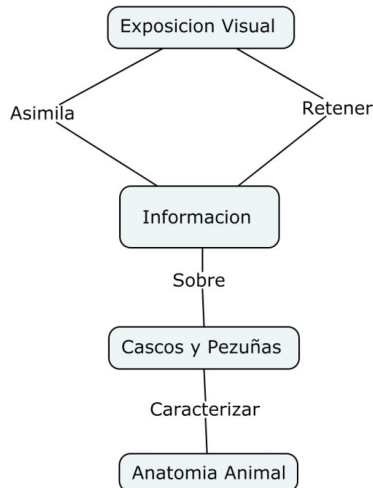 Exposicion Visual
Asimila
Retener
Informacion
Sobre
Cascos y Pezuñas
Caracterizar
Anatomia Animal